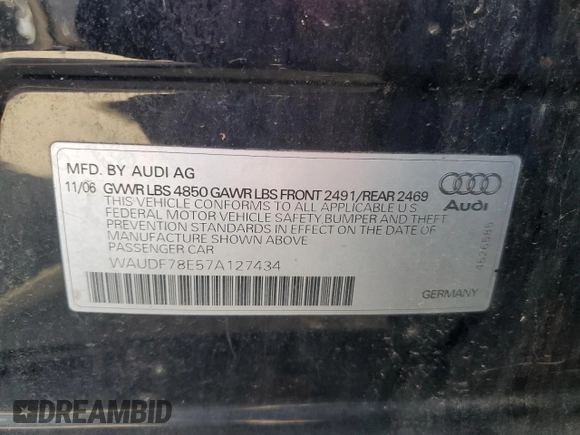 MFD. BY AUDI AG
11/06 GVWR LBS 4850 GAWR LBS FRONT 2491/REAR 2469
THIS VEHICLE CONFORMS TO ALL APPLICABLE U.S.
FEDERAL MOTOR VEHICLE SAFETY BUMPER AND THEFT
PREVENTION STANDARDS IN EFFECT ON THE DATE OF
MANUFACTURE SHOWN ABOVE
PASSENGER CAR
WAUDF78E57A127434
Audi
4526585
GERMANY
DREAMBID